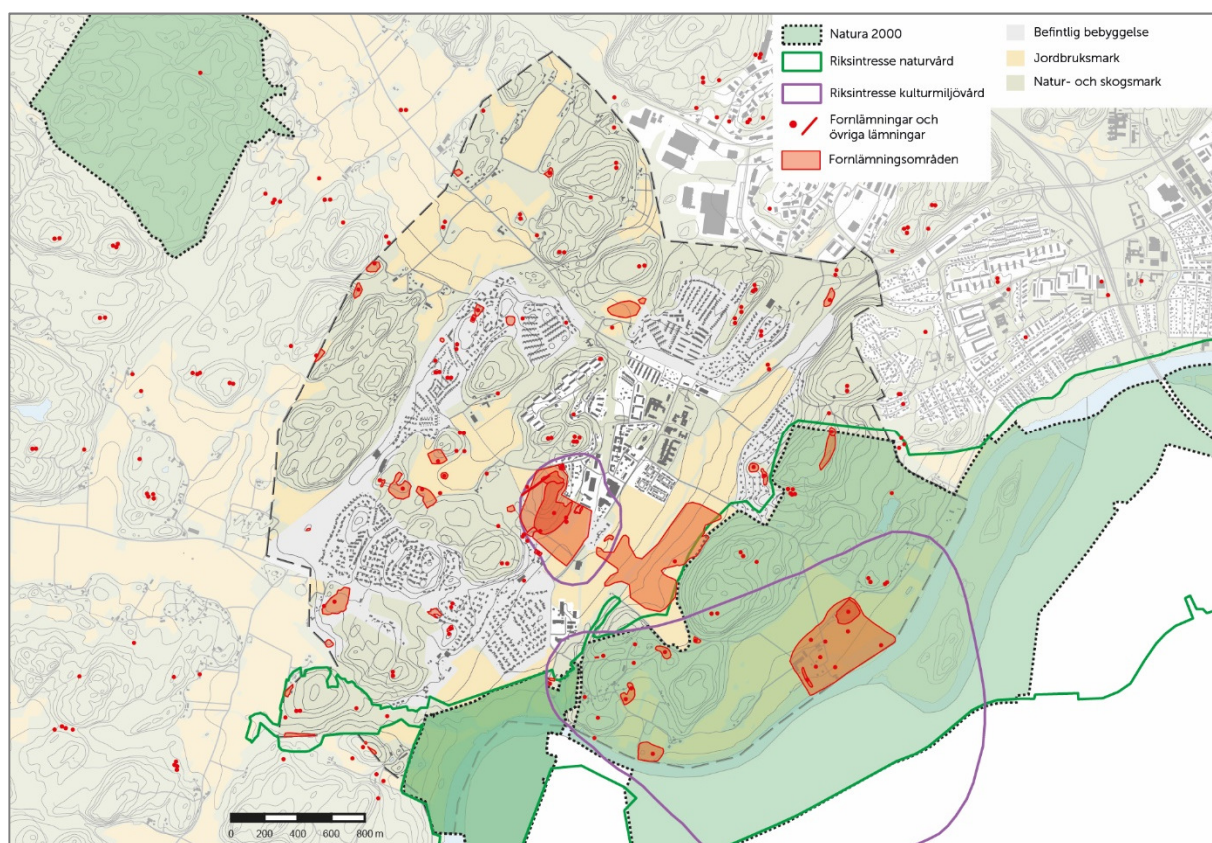 Natura 2000
Riksintresse naturvård
Riksintresse kulturmiljövård
Fornlämningar och
övriga lämningar
Fornlämningsområden
Befintlig bebyggelse
Jordbruksmark
Natur- och skogsmark
0 200 400 600 800 m